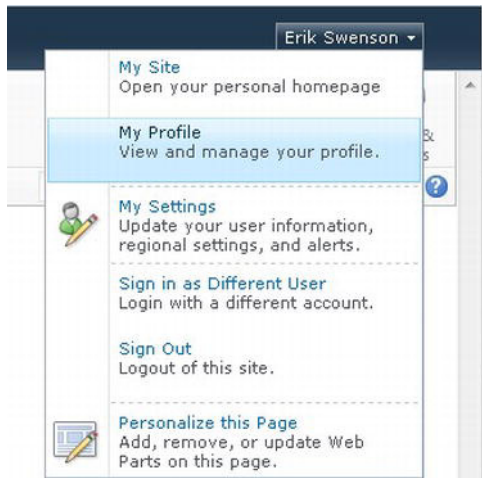 Erik Swenson
My Site
Open your personal homepage
My Profile
View and manage your profile.
My Settings
Update your user information,
regional settings, and alerts.
Sign in as Different User
Login with a different account.
Sign Out
Logout of this site.
Personalize this Page
Add, remove, or update Web
Parts on this page.
&
s
?